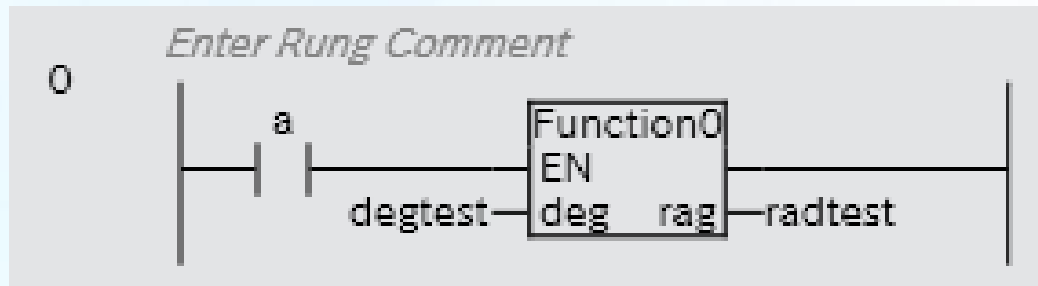 Enter Rung Comment
0
a
Function0
EN
degtest deg rag radtest